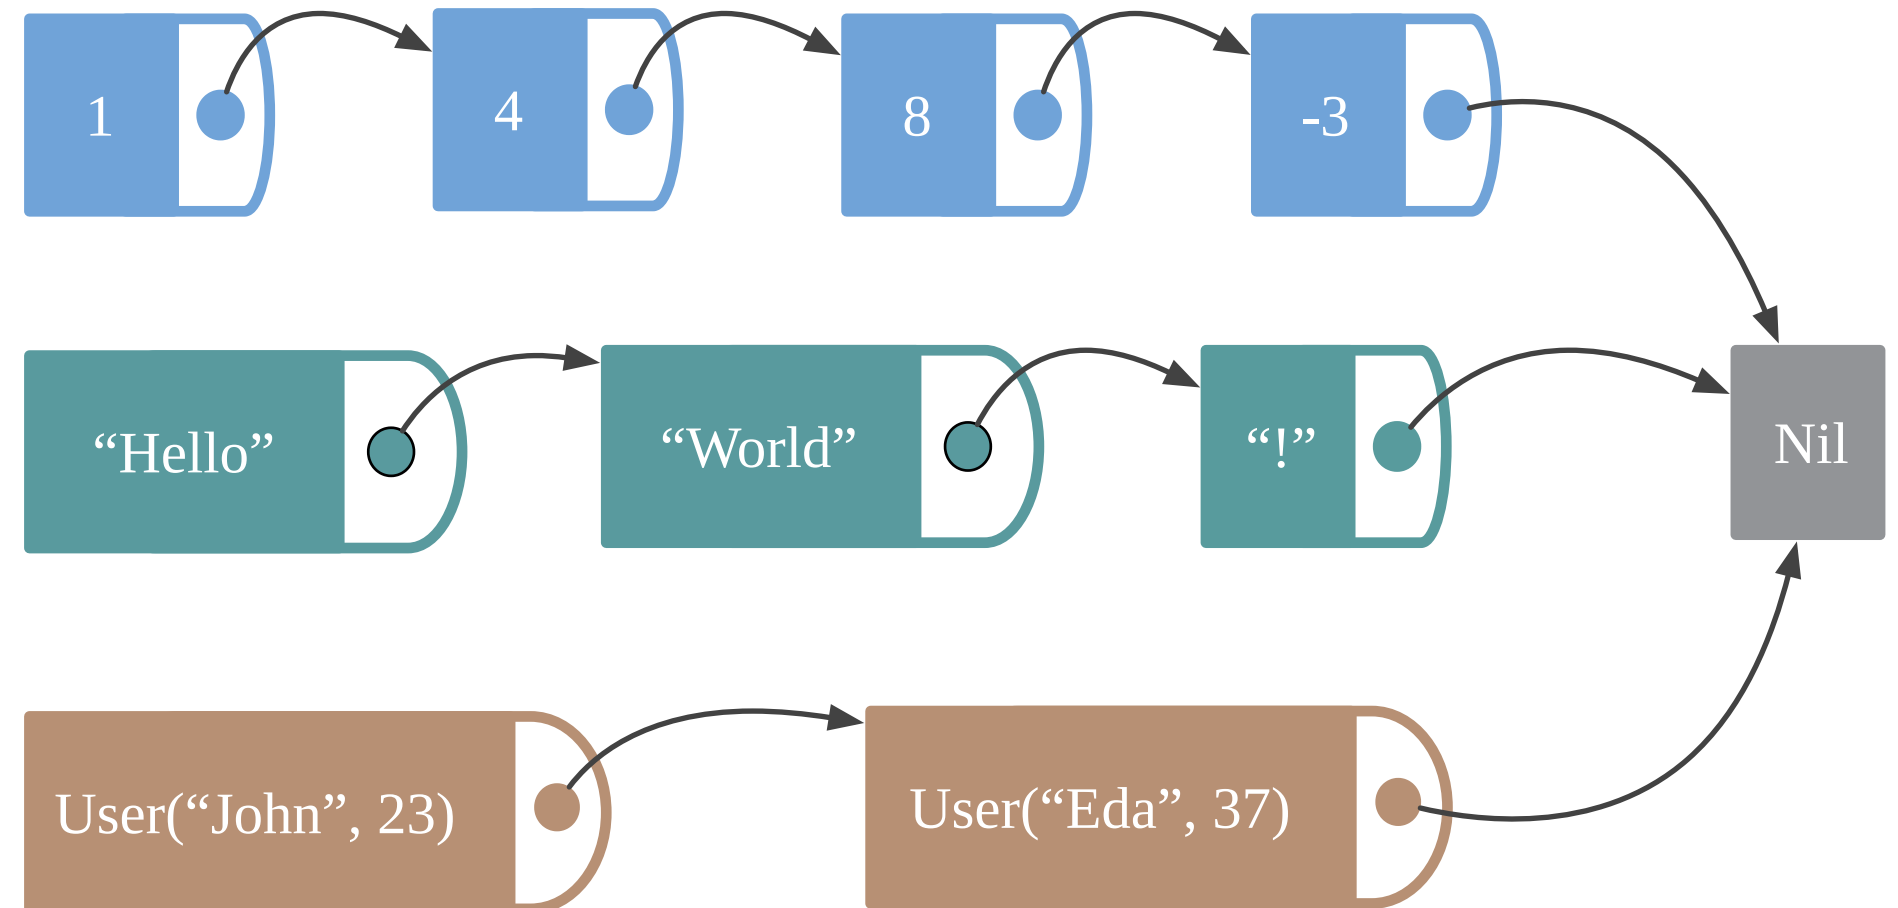 1
4
8
-3
“Hello”
“World”
“!”
Nil
User(“John”, 23)
User(“Eda”, 37)